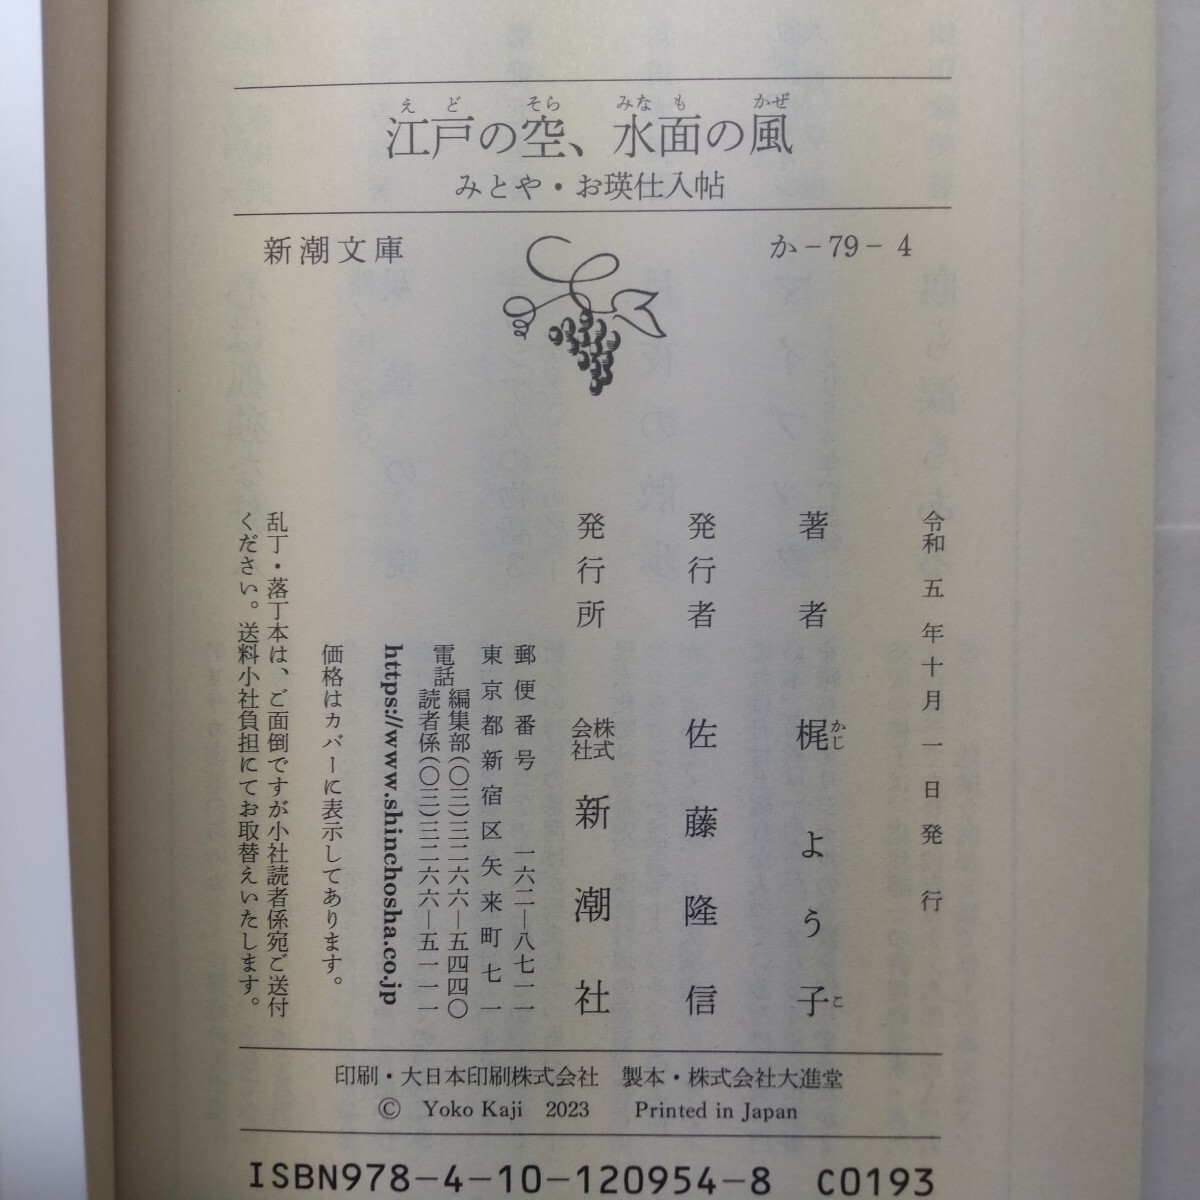 江戸の空、水面の風
みとや・お瑛仕入帖
新潮文庫 か-79-4
令和五年十月一日発行
著者 梶よう子
発行者 佐藤隆信
発行所 株式会社新潮社
郵便番号 一六二―八七一一
東京都新宿区矢来町七一
電話 編集部(〇三)三二六六―五四四〇
読者係(〇三)三二六六―五一一一
https://www.shinchosha.co.jp
価格はカバーに表示してあります。
乱丁・落丁本は、ご面倒ですが小社読者係宛ご送付
ください。送料小社負担にてお取替えいたします。
印刷・大日本印刷株式会社 製本・株式会社大進堂
© Yoko Kaji 2023 Printed in Japan
ISBN978-4-10-120954-8 C0193